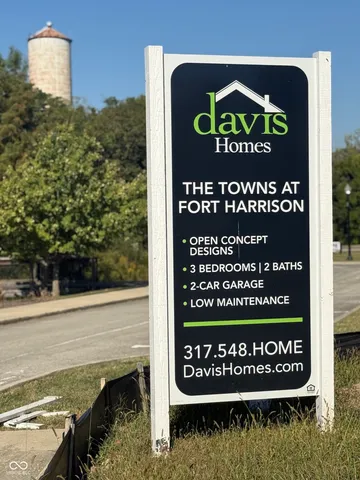 davis
Homes
THE TOWNS AT
FORT HARRISON
• OPEN CONCEPT
DESIGNS
• 3 BEDROOMS | 2 BATHS
• 2-CAR GARAGE
• LOW MAINTENANCE
317.548.HOME
DavisHomes.com